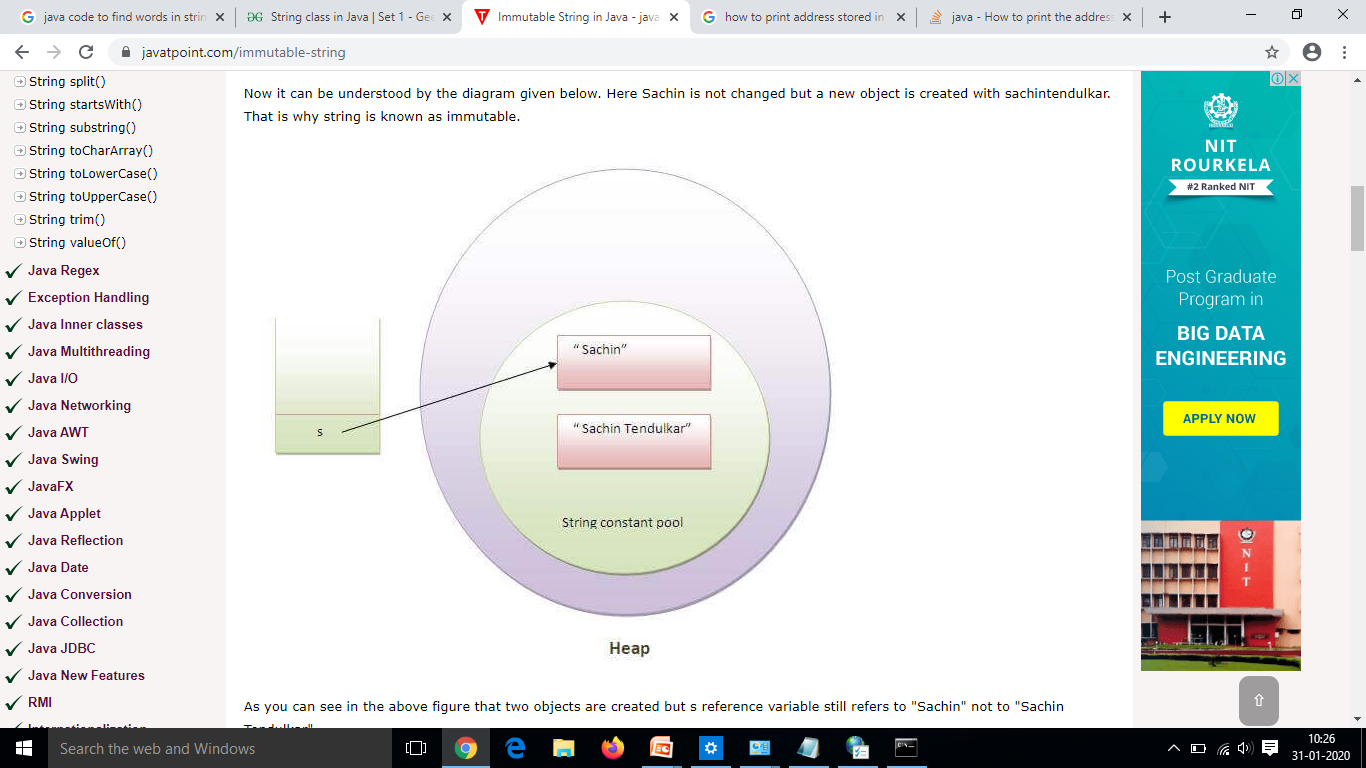 java code to find words in strin
String class in Java | Set 1 - Gee
Immutable String in Java - java
how to print address stored in
java - How to print the address
javatpoint.com/immutable-string
String split()
String startsWith()
String substring()
String toCharArray()
String toLowerCase()
String toUpperCase()
String trim()
String valueOf()
Java Regex
Exception Handling
Java Inner classes
Java Multithreading
Java I/O
Java Networking
Java AWT
Java Swing
JavaFX
Java Applet
Java Reflection
Java Date
Java Conversion
Java Collection
Java JDBC
Java New Features
RMI
Internationalization
Now it can be understood by the diagram given below. Here Sachin is not changed but a new object is created with sachintendulkar.
That is why string is known as immutable.
“ Sachin”
s
“ Sachin Tendulkar”
String constant pool
Heap
As you can see in the above figure that two objects are created but s reference variable still refers to "Sachin" not to "Sachin
Tendulkar".
NIT
ROURKELA
#2 Ranked NIT
Post Graduate
Program in
BIG DATA
ENGINEERING
APPLY NOW
N
I
T
Search the web and Windows
10:26
31-01-2020